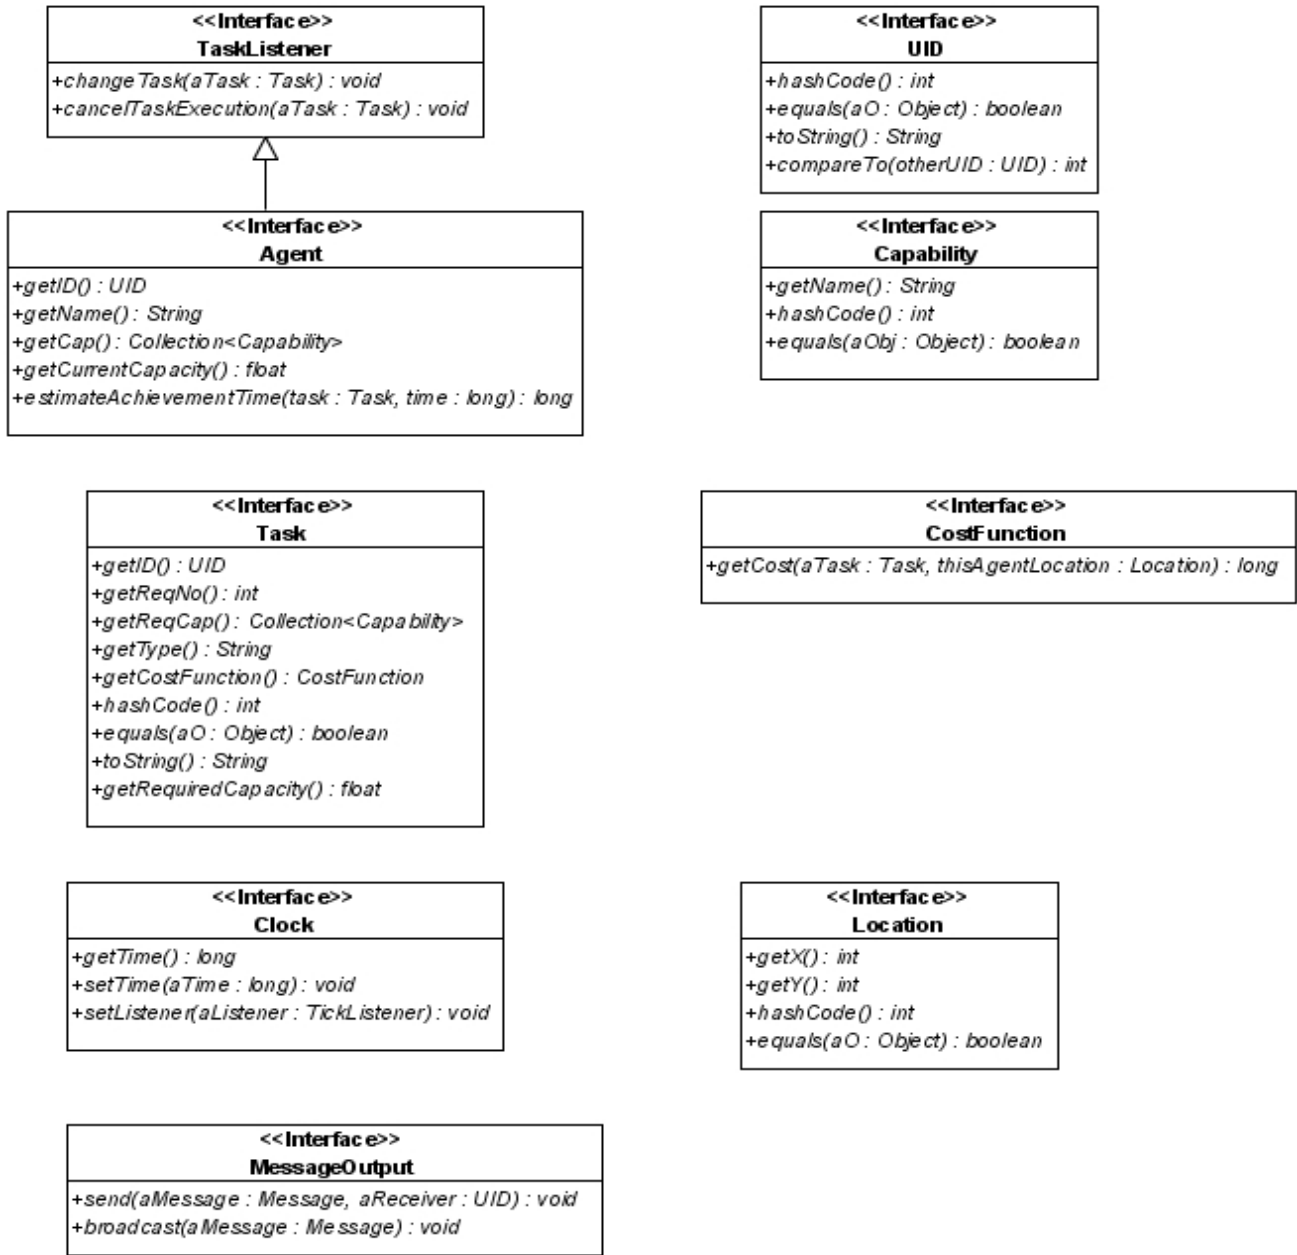 <<Interface>>
TaskListener
+changeTask(aTask : Task) : void
+cancelTaskExecution(aTask : Task) : void
<<Interface>>
UID
+hashCode() : int
+equals(aO : Object) : boolean
+toString() : String
+compareTo(otherUID : UID) : int
<<Interface>>
Agent
+getID() : UID
+getName() : String
+getCap() : Collection<Capability>
+getCurrentCapacity() : float
+estimateAchievementTime(task : Task, time : long) : long
<<Interface>>
Capability
+getName() : String
+hashCode() : int
+equals(aObj : Object) : boolean
<<Interface>>
Task
+getID() : UID
+getReqNo() : int
+getReqCap() : Collection<Capability>
+getType() : String
+getCostFunction() : CostFunction
+hashCode() : int
+equals(aO : Object) : boolean
+toString() : String
+getRequiredCapacity() : float
<<Interface>>
CostFunction
+getCost(aTask : Task, thisAgentLocation : Location) : long
<<Interface>>
Clock
+getTime() : long
+setTime(aTime : long) : void
+setListener(aListener : TickListener) : void
<<Interface>>
Location
+getX() : int
+getY() : int
+hashCode() : int
+equals(aO : Object) : boolean
<<Interface>>
MessageOutput
+send(aMessage : Message, aReceiver : UID) : void
+broadcast(aMessage : Message) : void